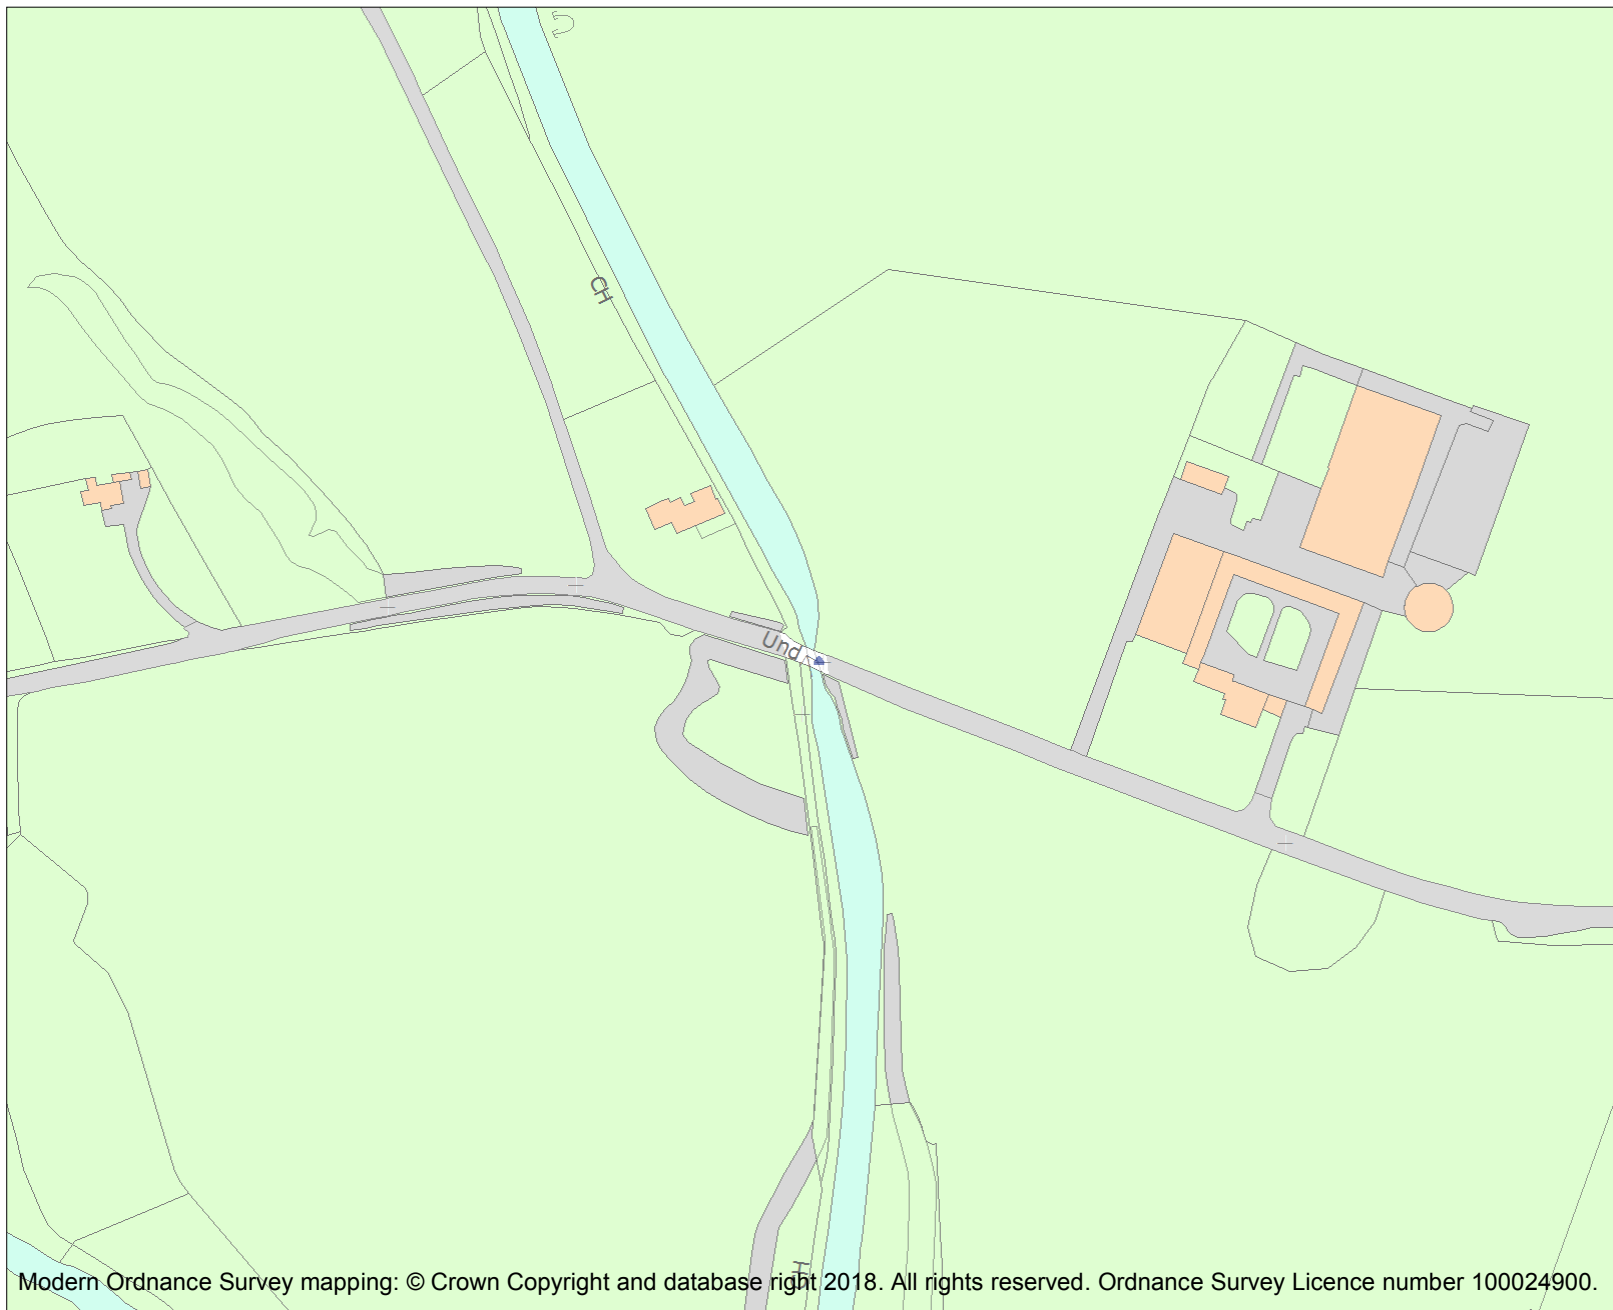 CH
Und
Modern Ordnance Survey mapping: © Crown Copyright and database right 2018. All rights reserved. Ordnance Survey Licence number 100024900.